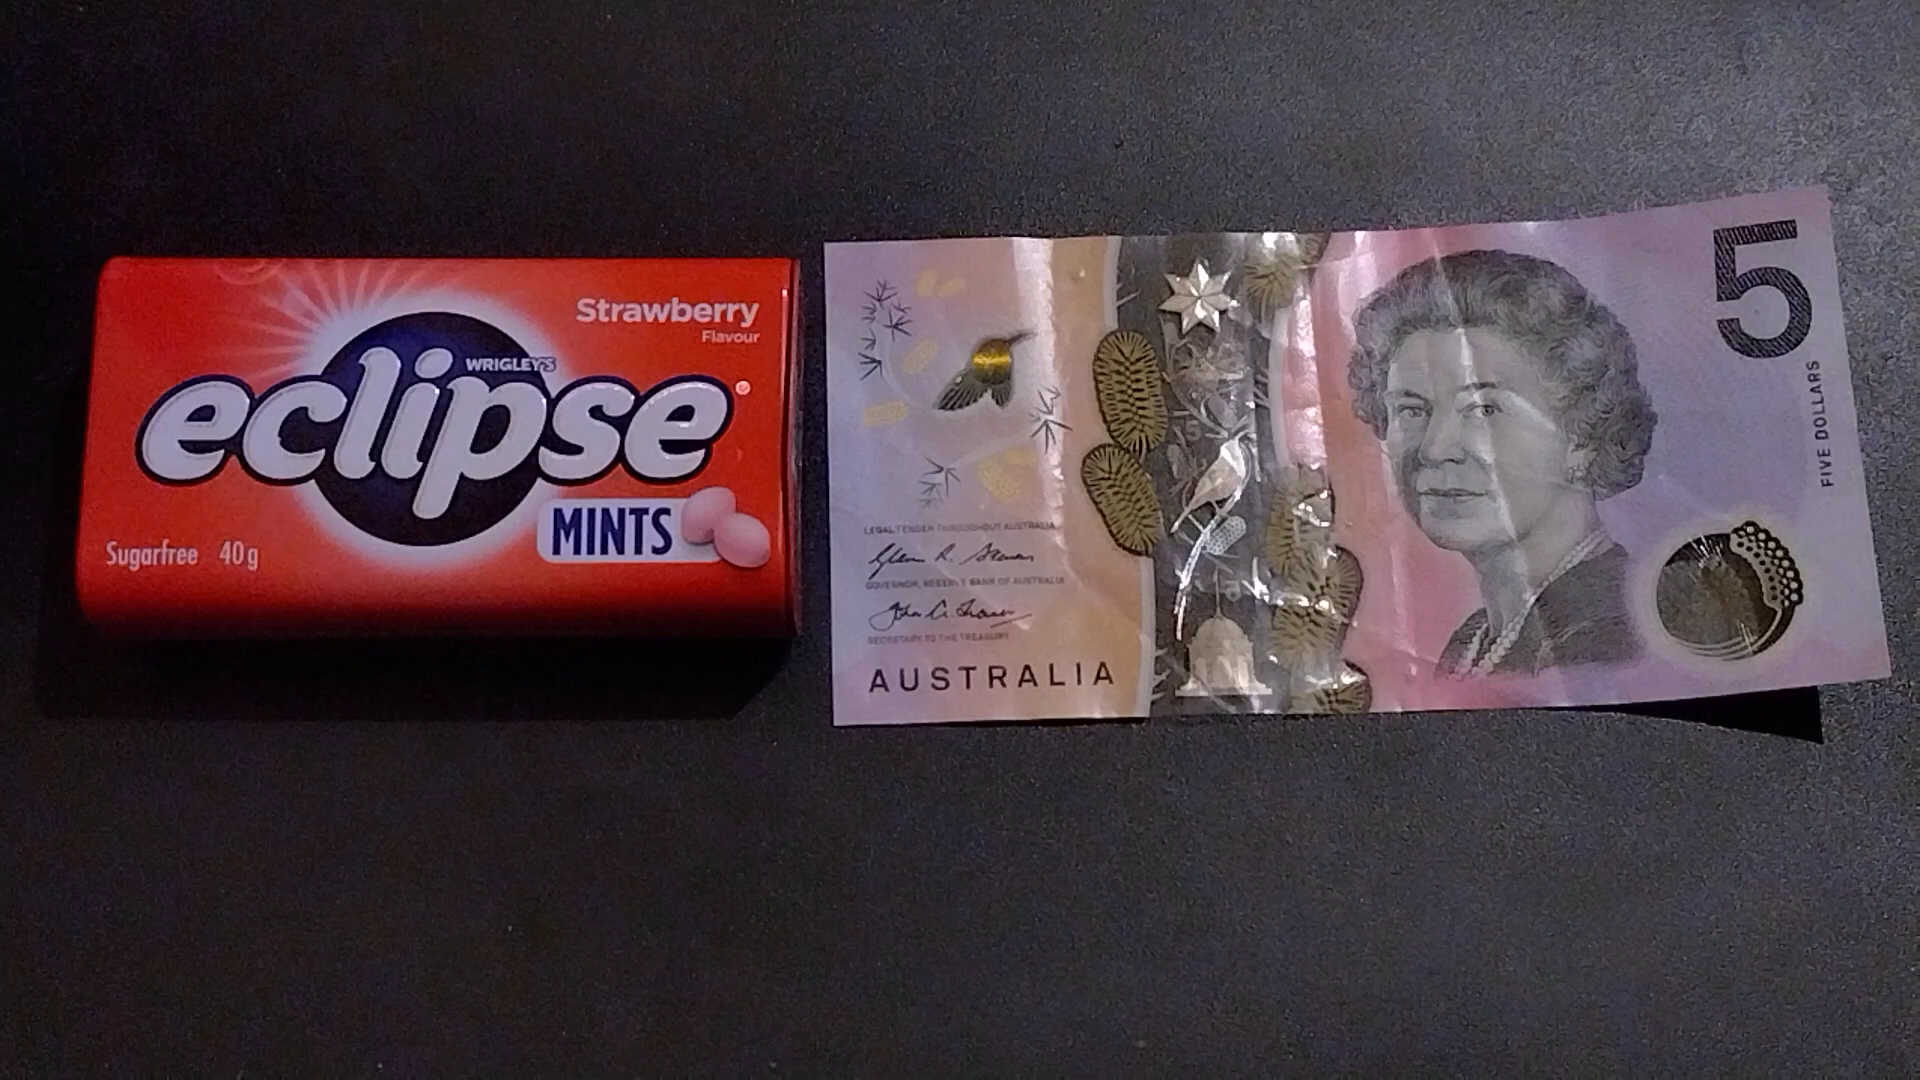 Strawberry
Flavour
WRIGLEY'S
eclipse
MINTS
Sugarfree 40g
5
FIVE DOLLARS
LEGAL TENDER THROUGHOUT AUSTRALIA
GOVERNOR, RESERVE BANK OF AUSTRALIA
SECRETARY TO THE TREASURY
AUSTRALIA